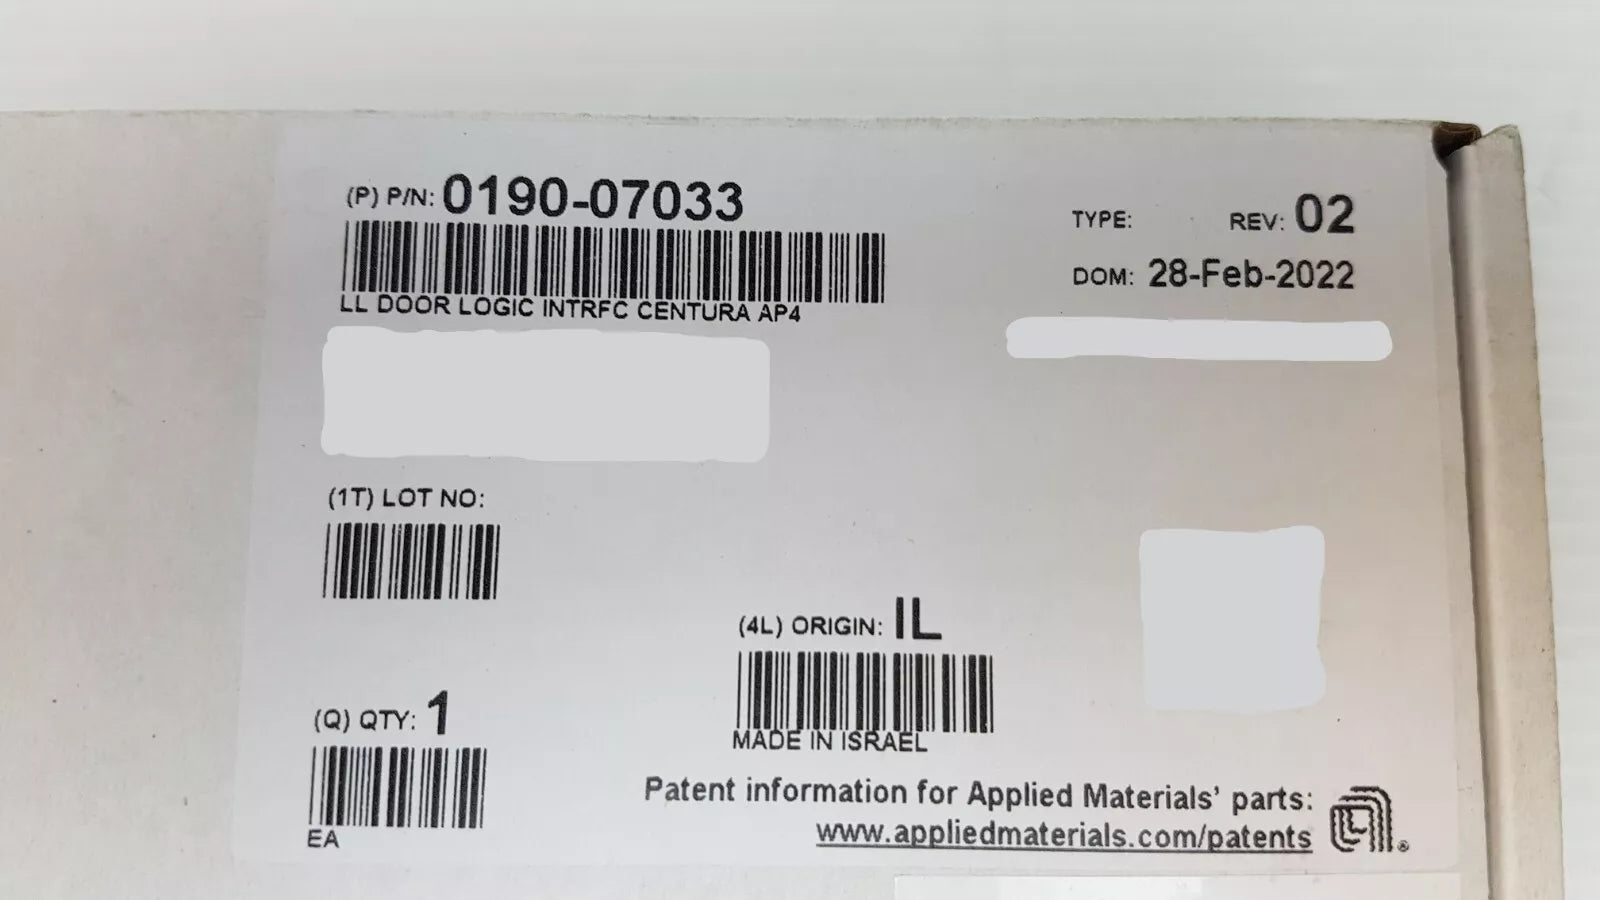 (P) P/N: 0190-07033
LL DOOR LOGIC INTRFC CENTURA AP4
TYPE: REV: 02
DOM: 28-Feb-2022
(1T) LOT NO:
(4L) ORIGIN: IL
MADE IN ISRAEL
(Q) QTY: 1
EA
Patent information for Applied Materials' parts:
www.appliedmaterials.com/patents
®